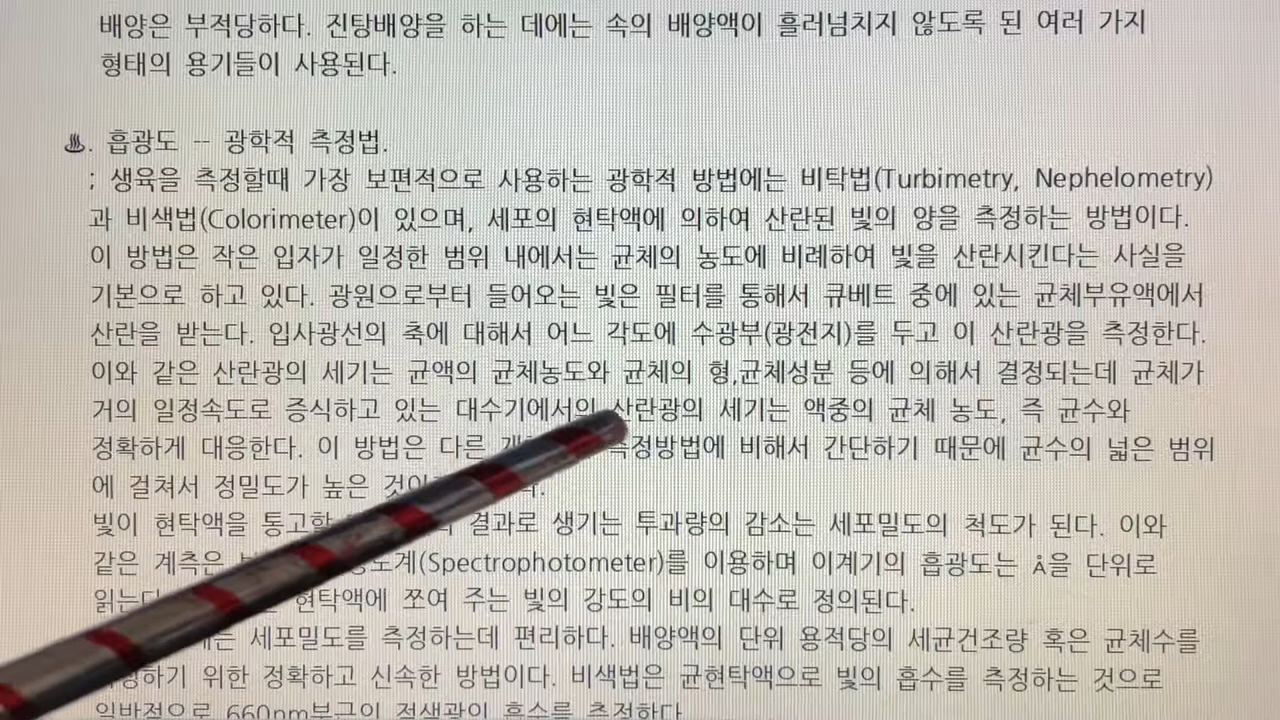 배양은 부적당하다. 진탕배양을 하는 데에는 속의 배양액이 흘러넘치지 않도록 된 여러 가지
형태의 용기들이 사용된다.
♨. 흡광도 -- 광학적 측정법.
; 생육을 측정할때 가장 보편적으로 사용하는 광학적 방법에는 비탁법(Turbimetry, Nephelometry)
과 비색법(Colorimeter)이 있으며, 세포의 현탁액에 의하여 산란된 빛의 양을 측정하는 방법이다.
이 방법은 작은 입자가 일정한 범위 내에서는 균체의 농도에 비례하여 빛을 산란시킨다는 사실을
기본으로 하고 있다. 광원으로부터 들어오는 빛은 필터를 통해서 큐베트 중에 있는 균체부유액에서
산란을 받는다. 입사광선의 축에 대해서 어느 각도에 수광부(광전지)를 두고 이 산란광을 측정한다.
이와 같은 산란광의 세기는 균액의 균체농도와 균체의 형,균체성분 등에 의해서 결정되는데 균체가
거의 일정속도로 증식하고 있는 대수기에서의 산란광의 세기는 액중의 균체 농도, 즉 균수와
정확하게 대응한다. 이 방법은 다른 측정방법에 비해서 간단하기 때문에 균수의 넓은 범위
에 걸쳐서 정밀도가 높은
빛이 현탁액을 결과로 생기는 투과량의 감소는 세포밀도의 척도가 된다. 이와
같은 계측은 (Spectrophotometer)를 이용하며 이계기의 흡광도는 Å을 단위로
현탁액에 쪼여 주는 빛의 강도의 비의 대수로 정의된다.
세포밀도를 측정하는데 편리하다. 배양액의 단위 용적당의 세균건조량 혹은 균체수를
위한 정확하고 신속한 방법이다. 비색법은 균현탁액으로 빛의 흡수를 측정하는 것으로
일반적으로 660nm부근의 적색광의 흡수를 측정한다